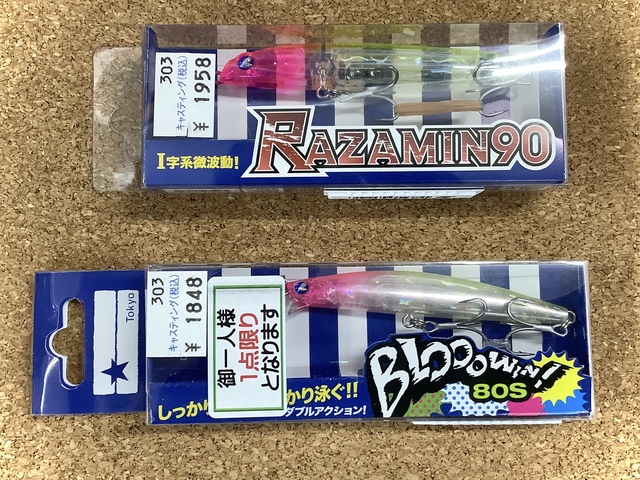 303
キャスティング(税込)
¥ 1958
RAZAMIN90
I字系微波動!
Tokyo
303
キャスティング(税込)
¥ 1848
御一人様
1点限り
となります
BLOOOWIN!!
80S
しっかり
かり泳ぐ!!
ダブルアクション!